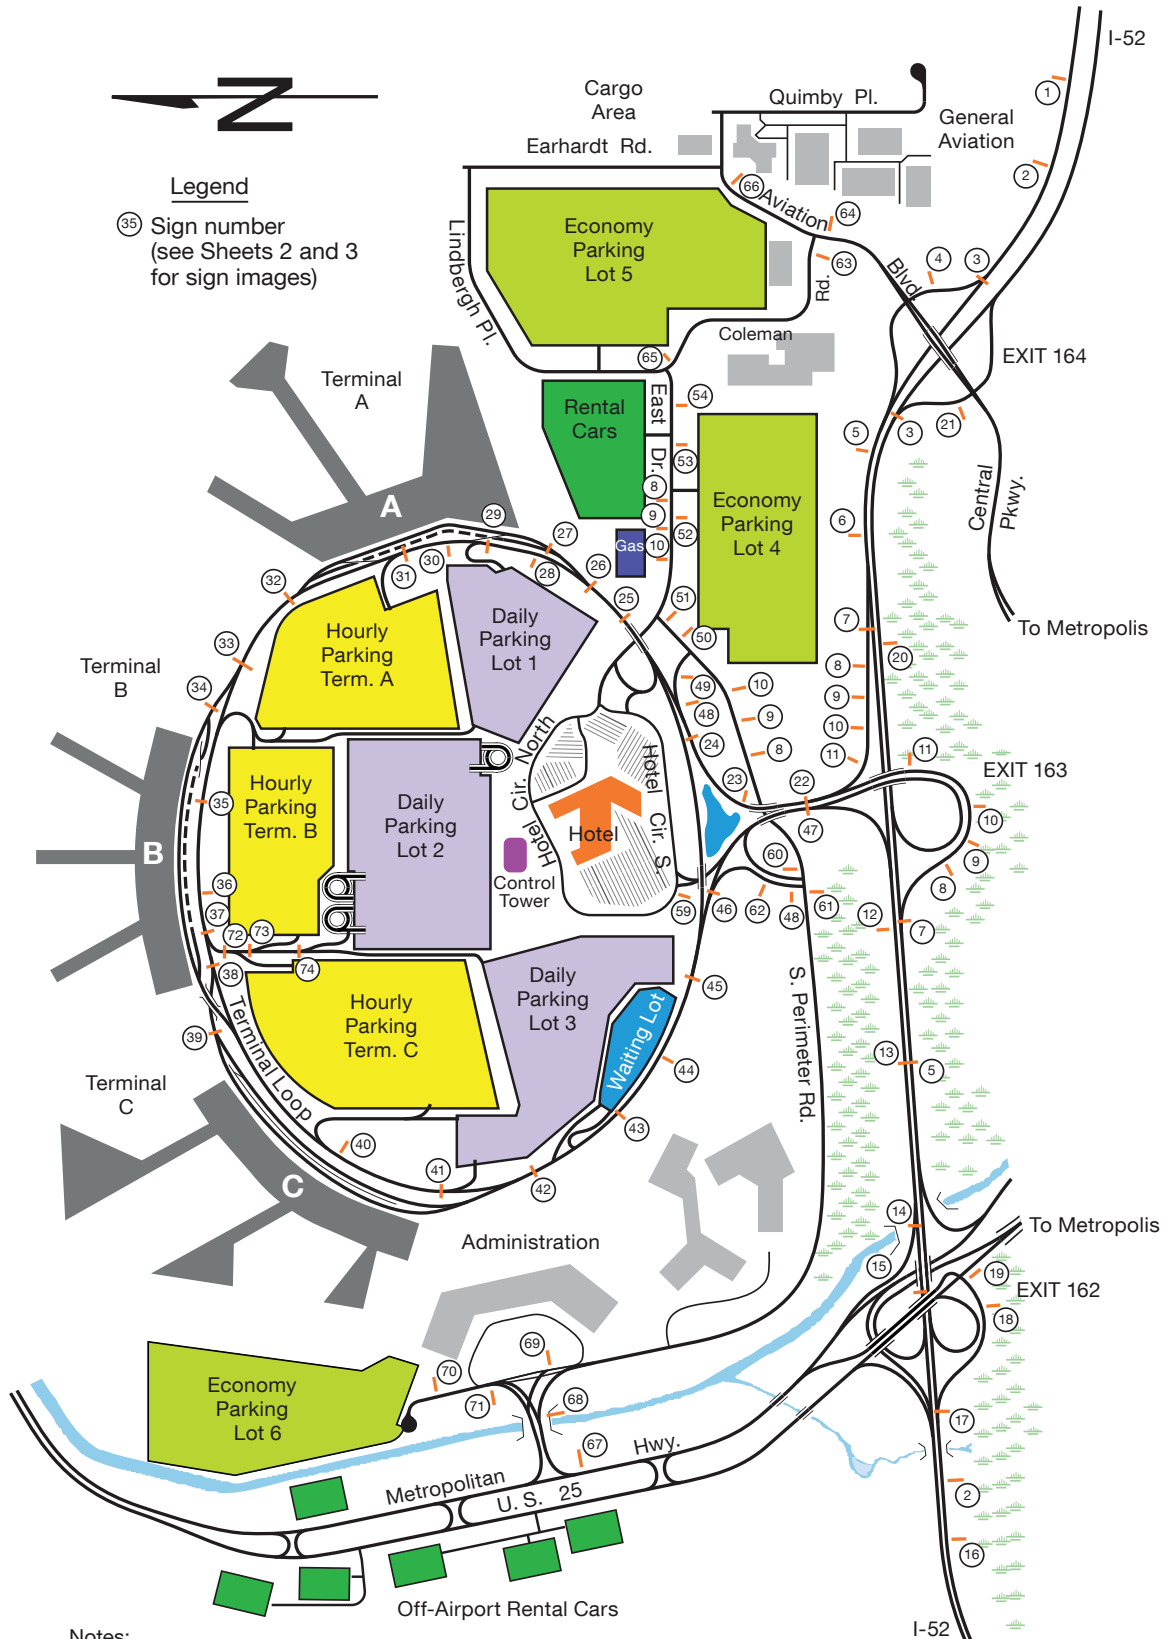 I-52
Cargo
Area
Quimby Pl.
General
Aviation
Earhardt Rd.
1
2
N
Legend
35 Sign number
(see Sheets 2 and 3
for sign images)
66
Aviation
64
63
Blvd.
4
3
Economy
Parking
Lot 5
Lindbergh Pl.
Rd.
Coleman
EXIT 164
65
Terminal
A
Rental
Cars
East
54
5
3
21
Dr.
53
8
A
Central
Pkwy.
Economy
Parking
Lot 4
9
52
6
29
27
Gas
10
30
28
26
31
32
25
51
Daily
Parking
Lot 1
Hourly
Parking
Term. A
7
To Metropolis
50
33
20
8
Terminal
B
49
10
34
9
48
9
10
North
Hotel
24
8
11
11
EXIT 163
Hourly
Parking
Term. B
Daily
Parking
Lot 2
Hotel Cir.
Cir. S.
23
22
35
47
10
Hotel
B
9
60
8
36
Control
Tower
59
46
62
48
61
12
7
37
72
73
38
74
Daily
Parking
Lot 3
S. Perimeter Rd.
45
Hourly
Parking
Term. C
Terminal Loop
39
Waiting Lot
13
5
44
Terminal
C
43
40
41
42
C
14
To Metropolis
Administration
15
19
EXIT 162
18
69
70
Economy
Parking
Lot 6
71
68
17
67
Hwy.
Metropolitan
U. S. 25
2
16
Off-Airport Rental Cars
I-52
Notes: